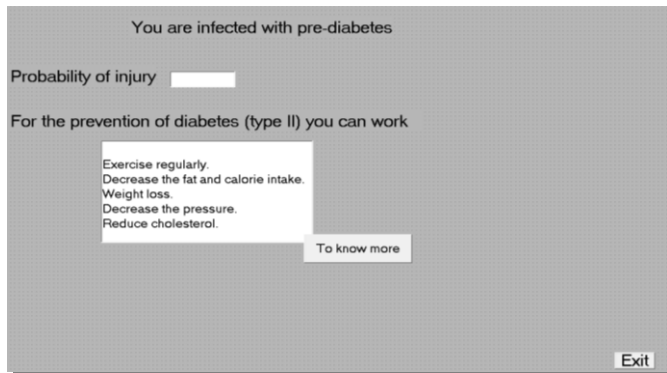 You are infected with pre-diabetes
Probability of injury
For the prevention of diabetes (type II) you can work
Exercise regularly.
Decrease the fat and calorie intake.
Weight loss.
Decrease the pressure.
Reduce cholesterol.
To know more
Exit